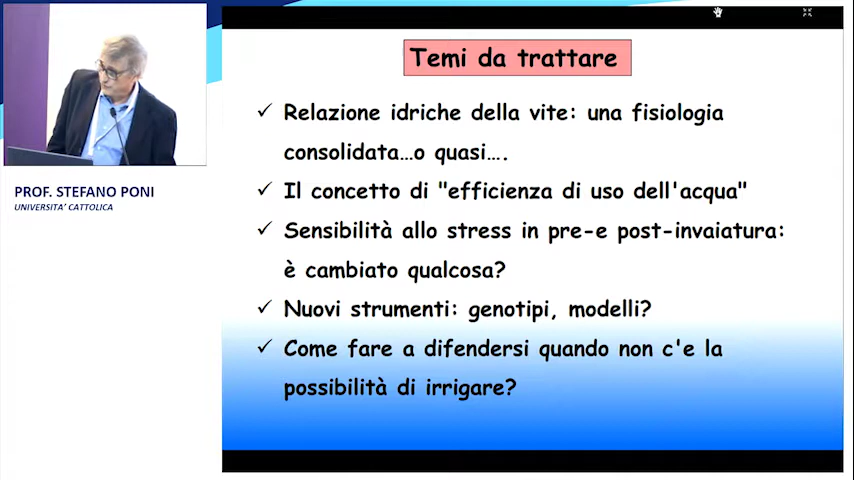 Temi da trattare
✓ Relazione idriche della vite: una fisiologia
consolidata…o quasi….
✓ Il concetto di "efficienza di uso dell'acqua"
✓ Sensibilità allo stress in pre-e post-invaiatura:
è cambiato qualcosa?
✓ Nuovi strumenti: genotipi, modelli?
✓ Come fare a difendersi quando non c'e la
possibilità di irrigare?
PROF. STEFANO PONI
UNIVERSITA' CATTOLICA